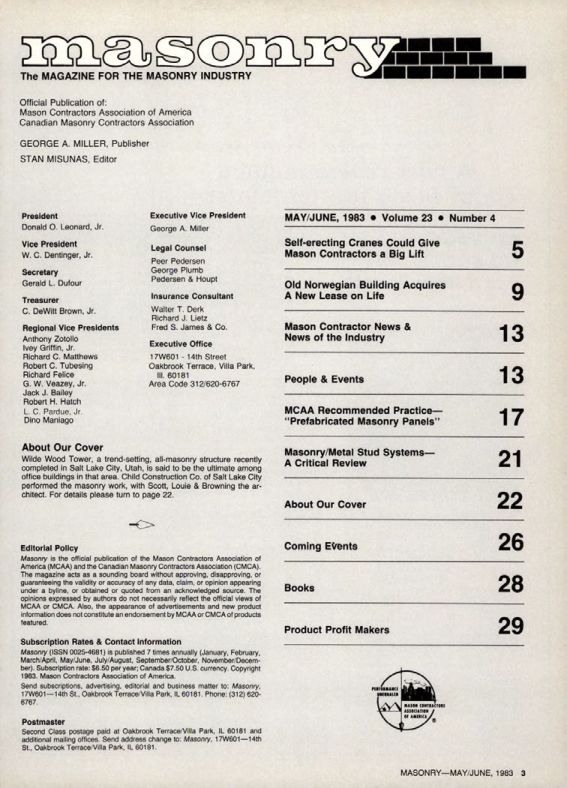 masonry
The MAGAZINE FOR THE MASONRY INDUSTRY
Official Publication of:
Mason Contractors Association of America
Canadian Masonry Contractors Association
GEORGE A. MILLER, Publisher
STAN MISUNAS, Editor
President
Donald O. Leonard, Jr.
Vice President
W. C. Dentinger, Jr.
Secretary
Gerald L. Dufour
Treasurer
C. DeWitt Brown, Jr.
Regional Vice Presidents
Anthony Zotollo
Ivey Griffin, Jr.
Richard C. Matthews
Robert C. Tubesing
Richard Felice
G. W. Veazey, Jr.
Jack J. Bailey
Robert H. Hatch
L. C. Pardue, Jr.
Dino Maniago
Executive Vice President
George A. Miller
Legal Counsel
Peer Pedersen
George Plumb
Pedersen & Houpt
Insurance Consultant
Walter T. Derk
Richard J. Lietz
Fred S. James & Co.
Executive Office
17W601 - 14th Street
Oakbrook Terrace, Villa Park,
Ill. 60181
Area Code 312/620-6767
About Our Cover
Wilde Wood Tower, a trend-setting, all-masonry structure recently
completed in Salt Lake City, Utah, is said to be the ultimate among
office buildings in that area. Child Construction Co. of Salt Lake City
performed the masonry work, with Scott, Louie & Browning the ar-
chitect. For details please turn to page 22.
Editorial Policy
Masonry is the official publication of the Mason Contractors Association of
America (MCAA) and the Canadian Masonry Contractors Association (CMCA).
The magazine acts as a sounding board without approving, disapproving, or
guaranteeing the validity or accuracy of any data, claim, or opinion appearing
under a byline, or obtained or quoted from an acknowledged source. The
opinions expressed by authors do not necessarily reflect the official views of
MCAA or CMCA. Also, the appearance of advertisements and new product
information does not constitute an endorsement by MCAA or CMCA of products
featured.
Subscription Rates & Contact Information
Masonry (ISSN 0025-4681) is published 7 times annually (January, February,
March/April, May/June, July/August, September/October, November/Decem-
ber). Subscription rate: $6.50 per year; Canada $7.50 U.S. currency. Copyright
1983. Mason Contractors Association of America.
Send subscriptions, advertising, editorial and business matter to: Masonry,
17W601—14th St., Oakbrook Terrace/Villa Park, IL 60181. Phone: (312) 620-
6767.
Postmaster
Second Class postage paid at Oakbrook Terrace/Villa Park, IL 60181 and
additional mailing offices. Send address change to: Masonry, 17W601—14th
St., Oakbrook Terrace/Villa Park, IL 60181.
MAY/JUNE, 1983 ● Volume 23 ● Number 4
Self-erecting Cranes Could Give
Mason Contractors a Big Lift 5
Old Norwegian Building Acquires
A New Lease on Life 9
Mason Contractor News &
News of the Industry 13
People & Events 13
MCAA Recommended Practice—
"Prefabricated Masonry Panels" 17
Masonry/Metal Stud Systems—
A Critical Review 21
About Our Cover 22
Coming Events 26
Books 28
Product Profit Makers 29
PERFORMANCE
UNEXCELLED
MASON CONTRACTORS
ASSOCIATION
OF AMERICA
®
MASONRY—MAY/JUNE, 1983 3